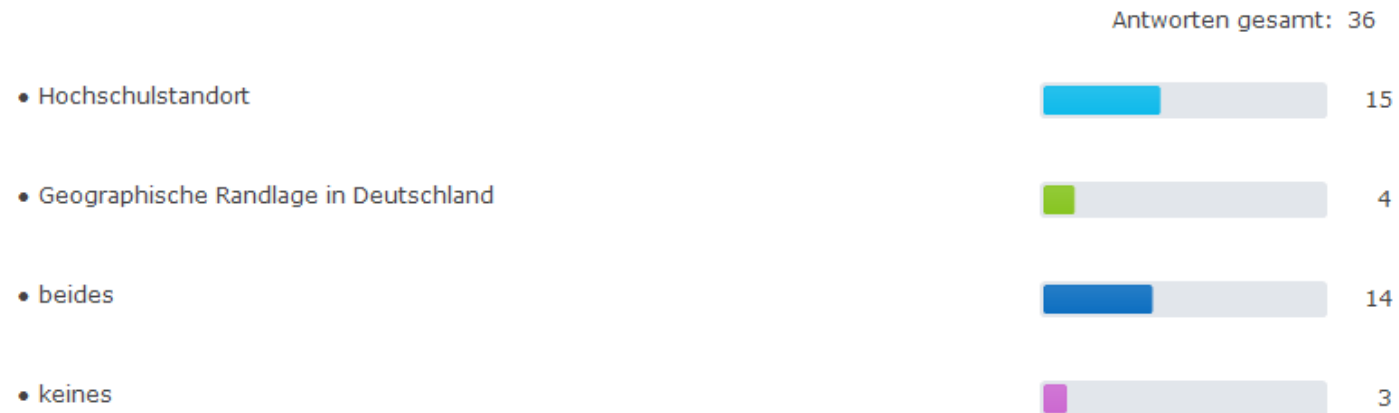 Antworten gesamt: 36
• Hochschulstandort 15
• Geographische Randlage in Deutschland 4
• beides 14
• keines 3